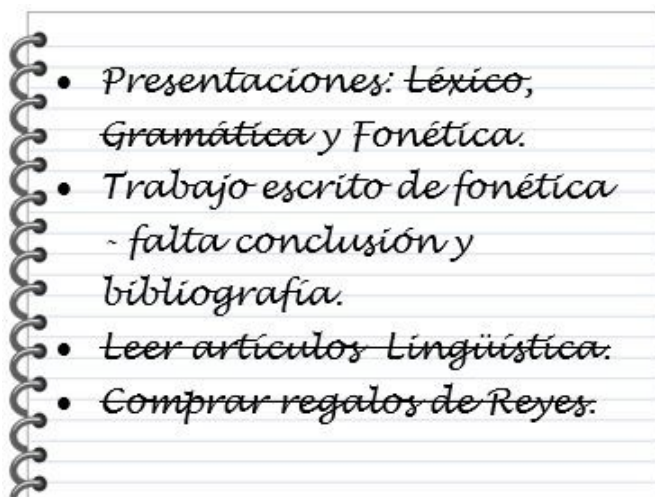 • Presentaciones: Léxico,
Gramática y Fonética.
• Trabajo escrito de fonética
- falta conclusión y
bibliografía.
• Leer artículos Lingüística.
• Comprar regalos de Reyes.